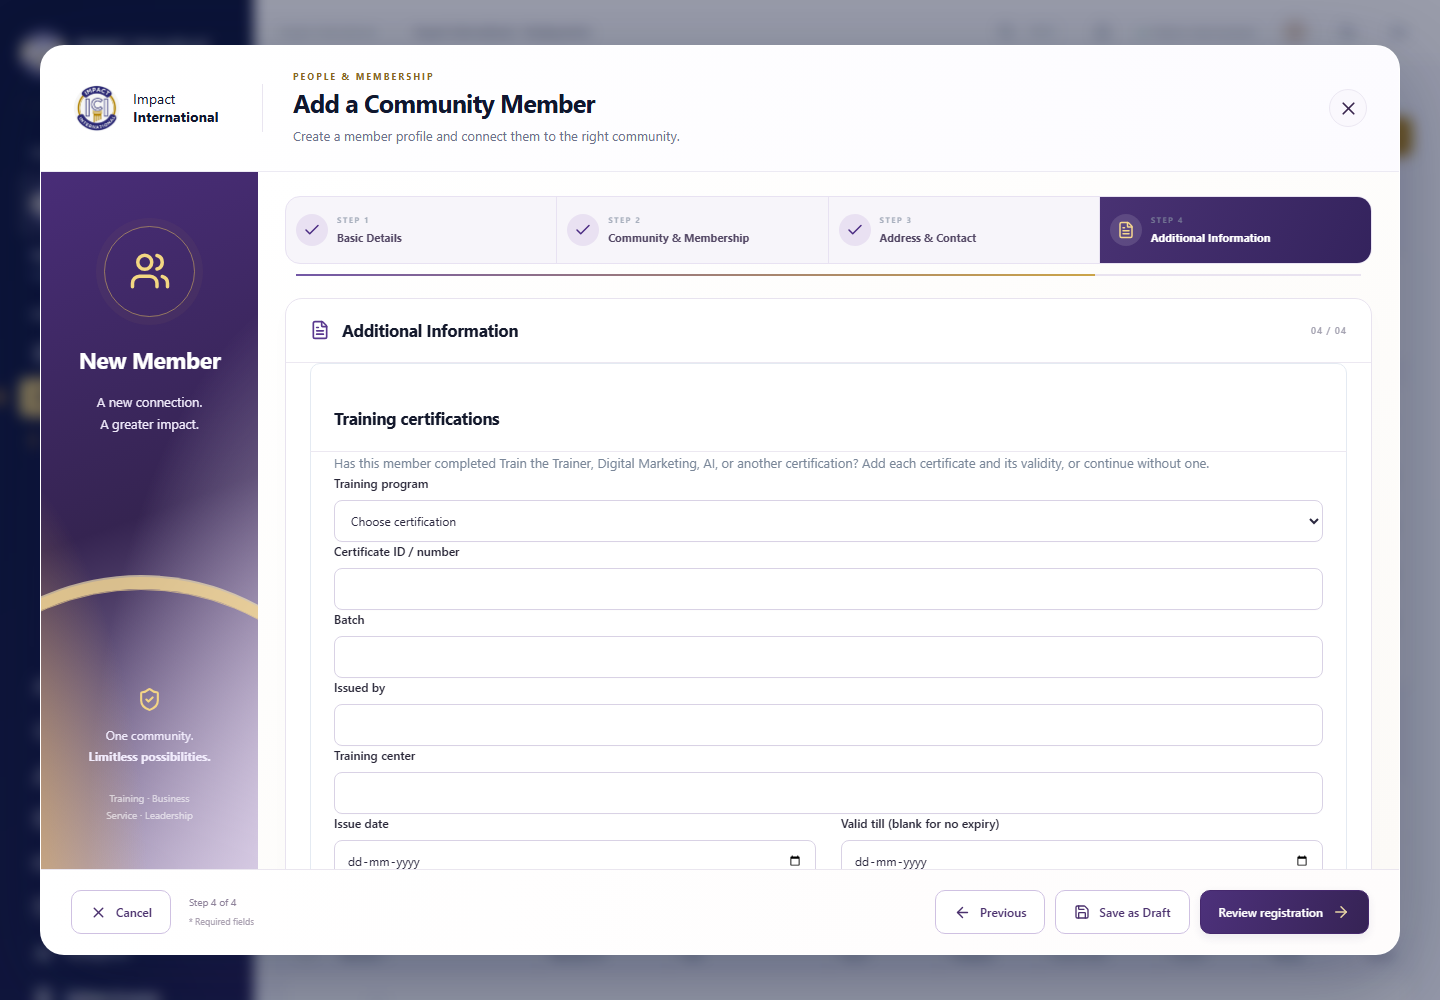 IMPACT
ICI
INTERNATIONAL
Impact
International
PEOPLE & MEMBERSHIP
Add a Community Member
Create a member profile and connect them to the right community.
New Member
A new connection.
A greater impact.
One community.
Limitless possibilities.
Training · Business
Service · Leadership
STEP 1
Basic Details
STEP 2
Community & Membership
STEP 3
Address & Contact
STEP 4
Additional Information
Additional Information
04 / 04
Training certifications
Has this member completed Train the Trainer, Digital Marketing, AI, or another certification? Add each certificate and its validity, or continue without one.
Training program
Choose certification
Certificate ID / number
Batch
Issued by
Training center
Issue date
Valid till (blank for no expiry)
dd-mm-yyyy
dd-mm-yyyy
Cancel
Step 4 of 4
* Required fields
Previous
Save as Draft
Review registration